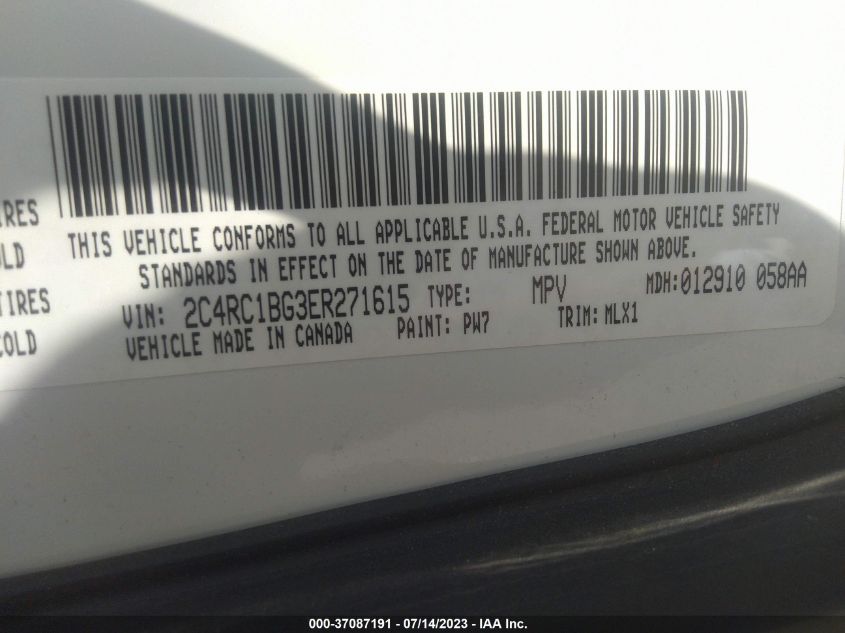 THIS VEHICLE CONFORMS TO ALL APPLICABLE U.S.A. FEDERAL MOTOR VEHICLE SAFETY
STANDARDS IN EFFECT ON THE DATE OF MANUFACTURE SHOWN ABOVE.
VIN: 2C4RC1BG3ER271615 TYPE: MPV MDH:012910 058AA
VEHICLE MADE IN CANADA PAINT: PW7 TRIM: MLX1
IRES
LD
TIRES
COLD
000-37087191 - 07/14/2023 - IAA Inc.